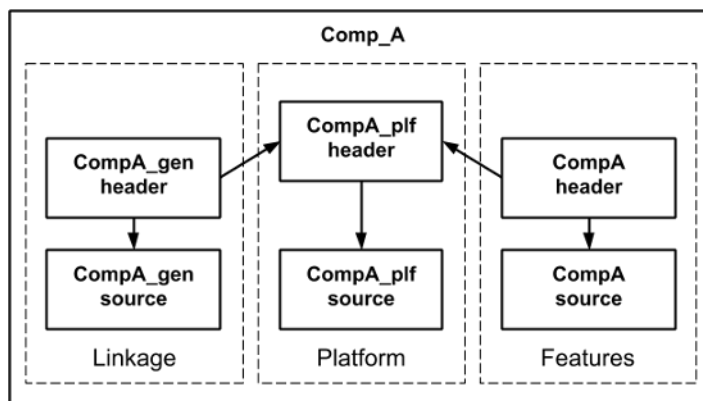 Comp_A
CompA_gen
header
CompA_gen
source
Linkage
CompA_plf
header
CompA_plf
source
Platform
CompA
header
CompA
source
Features